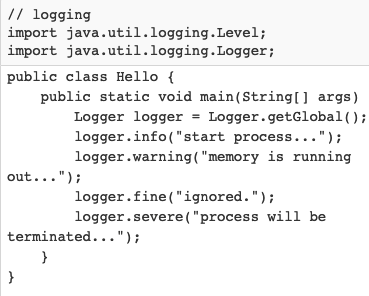 // logging
import java.util.logging.Level;
import java.util.logging.Logger;
public class Hello {
    public static void main(String[] args)
        Logger logger = Logger.getGlobal();
        logger.info("start process...");
        logger.warning("memory is running
out...");
        logger.fine("ignored.");
        logger.severe("process will be
terminated...");
    }
}